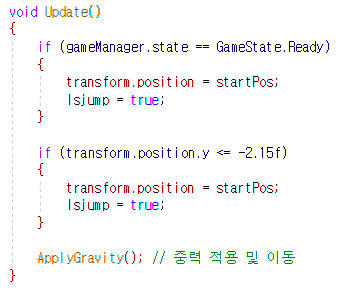 void Update()
{
if (gameManager.state == GameState.Ready)
{
transform.position = startPos;
Isjump = true;
}
if (transform.position.y <= -2.15f)
{
transform.position = startPos;
Isjump = true;
}
ApplyGravity(); // 중력 적용 및 이동
}